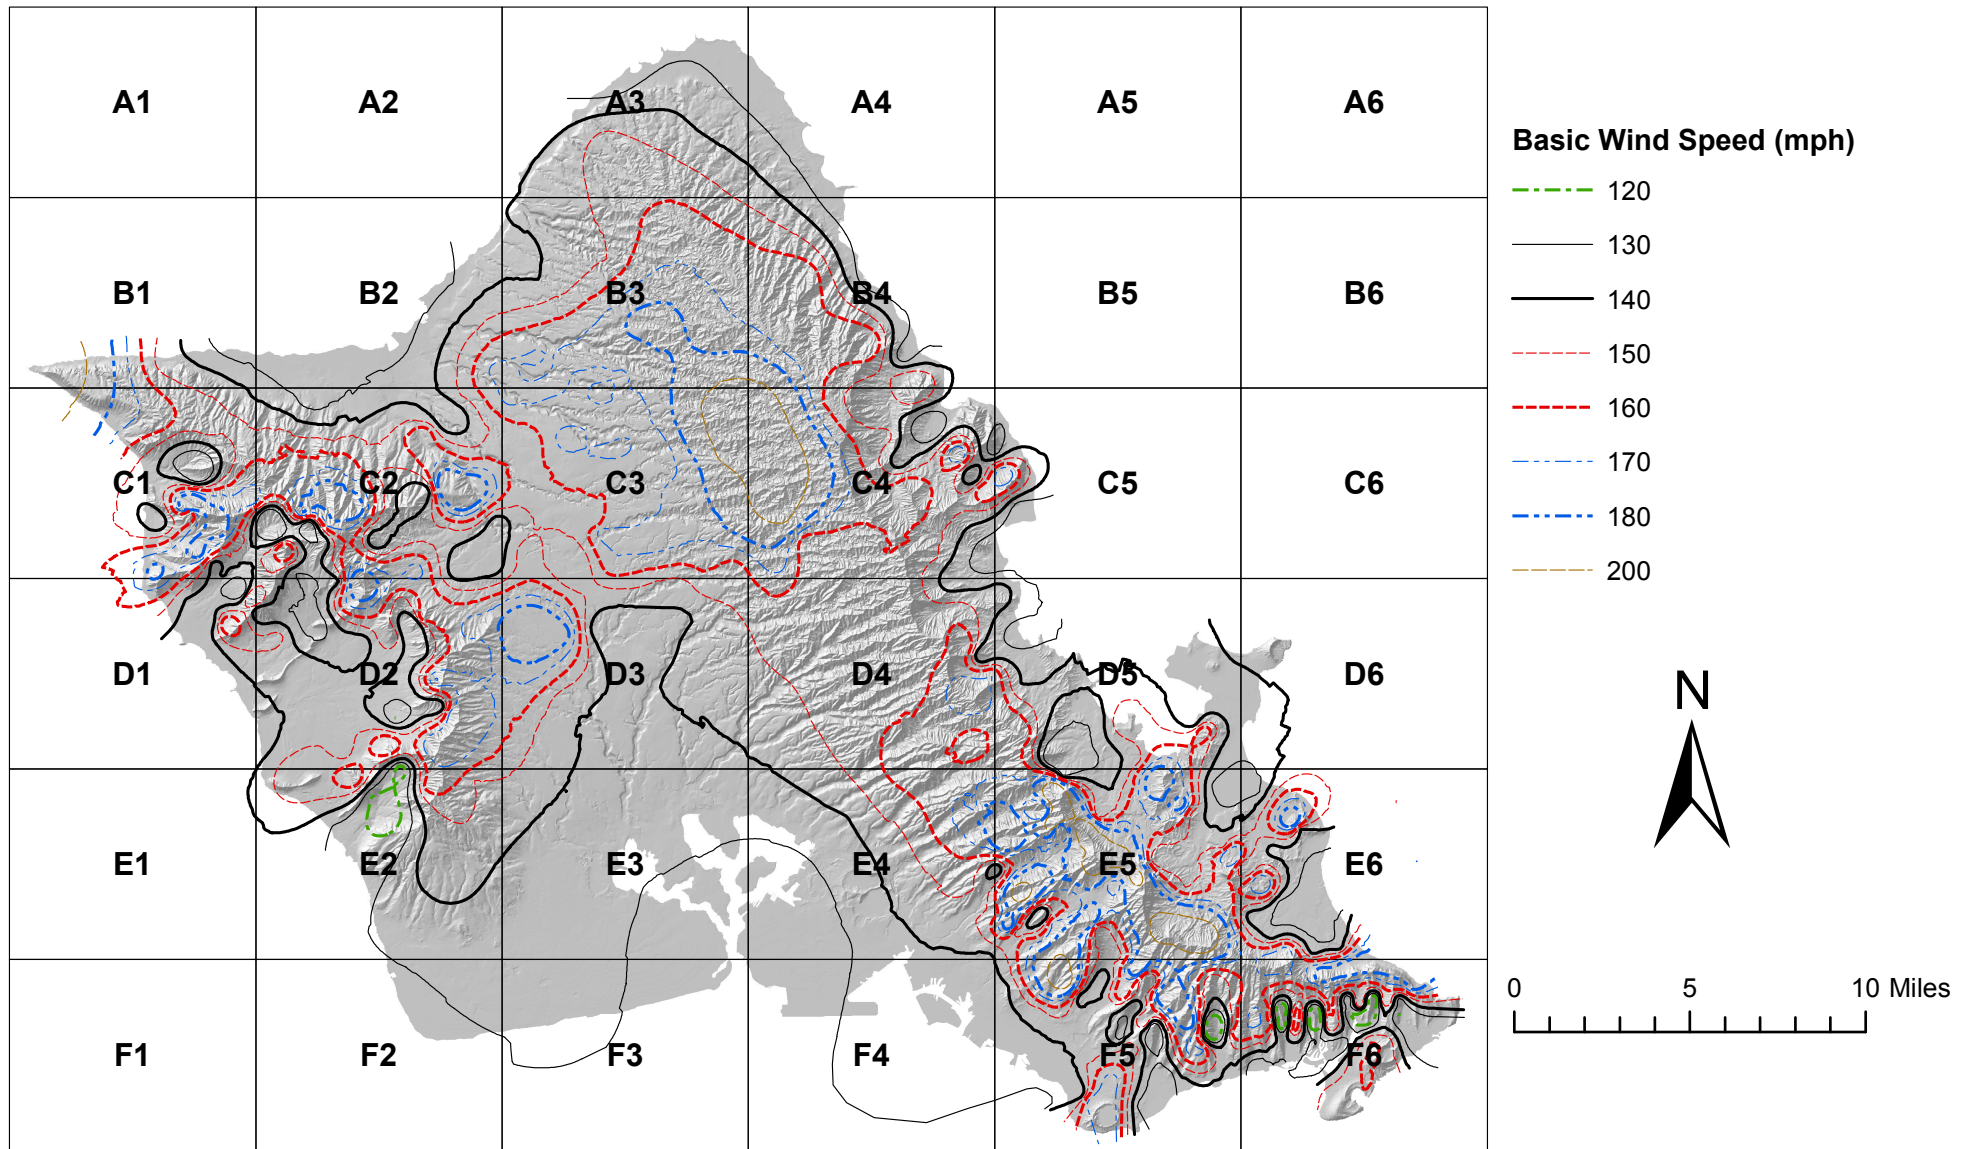 A1 A2 A3 A4 A5 A6
B1 B2 B3 B4 B5 B6
C1 C2 C3 C4 C5 C6
D1 D2 D3 D4 D5 D6
E1 E2 E3 E4 E5 E6
F1 F2 F3 F4 F5 F6
Basic Wind Speed (mph)
120
130
140
150
160
170
180
200
N
0 5 10 Miles